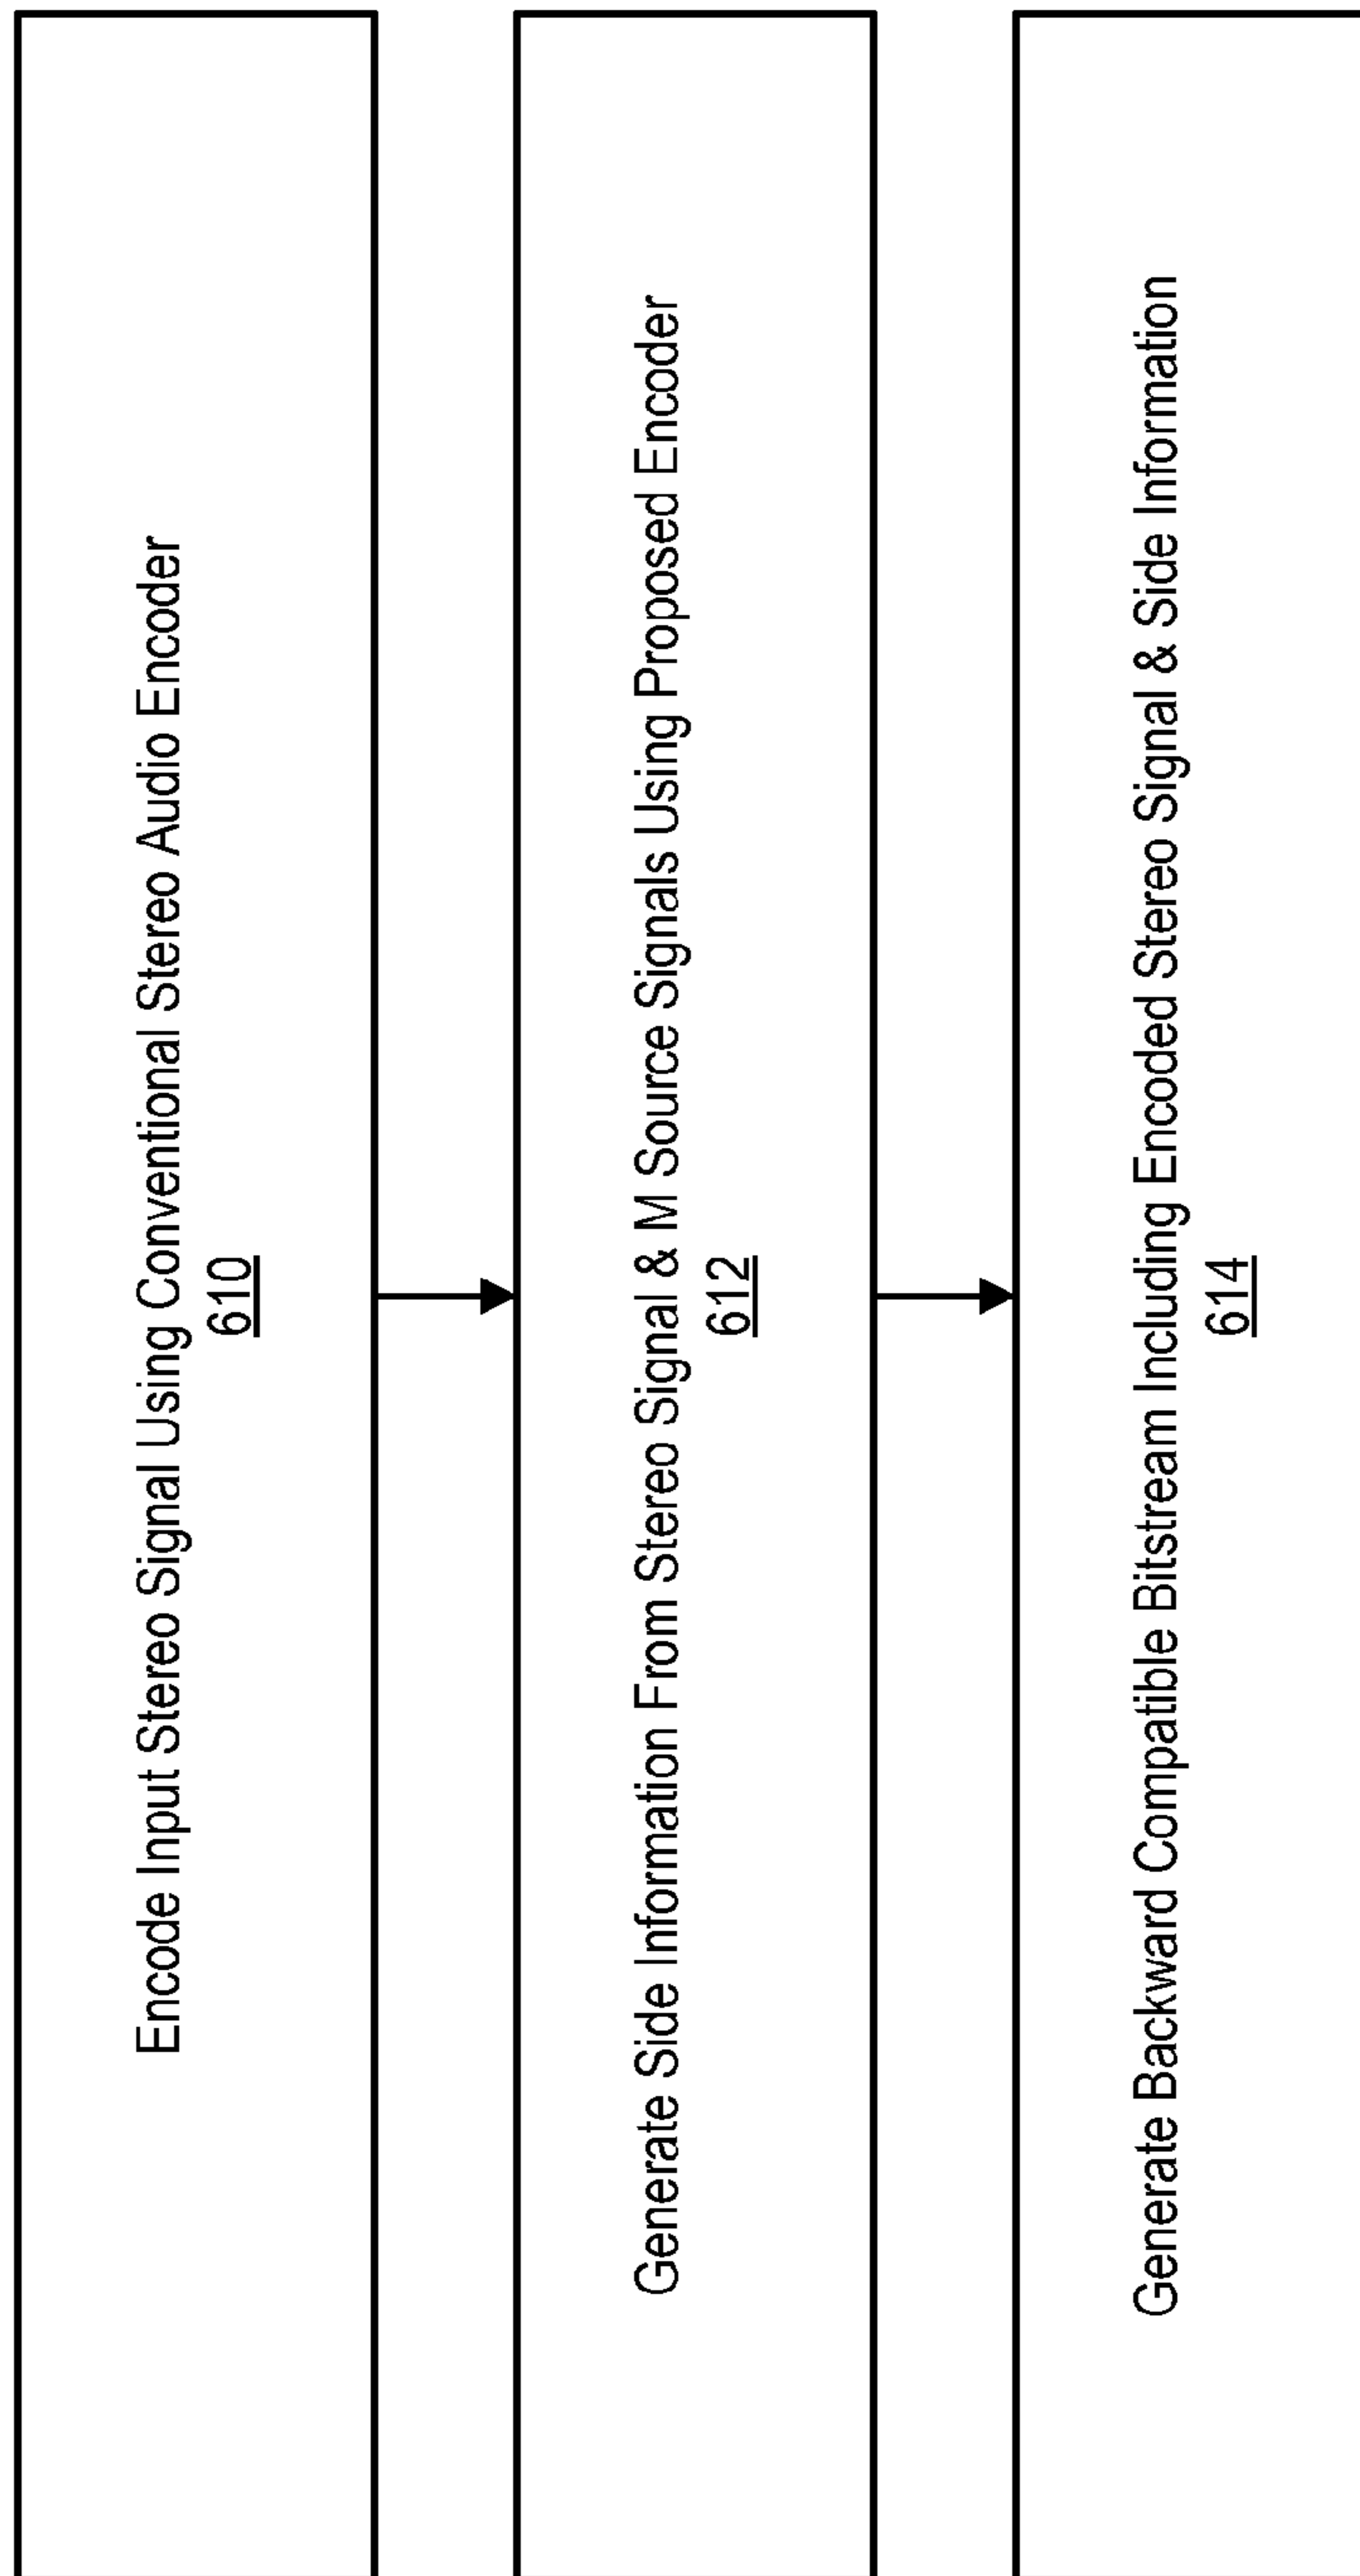 Encode Input Stereo Signal Using Conventional Stereo Audio Encoder
610
Generate Side Information From Stereo Signal & M Source Signals Using Proposed Encoder
612
Generate Backward Compatible Bitstream Including Encoded Stereo Signal & Side Information
614